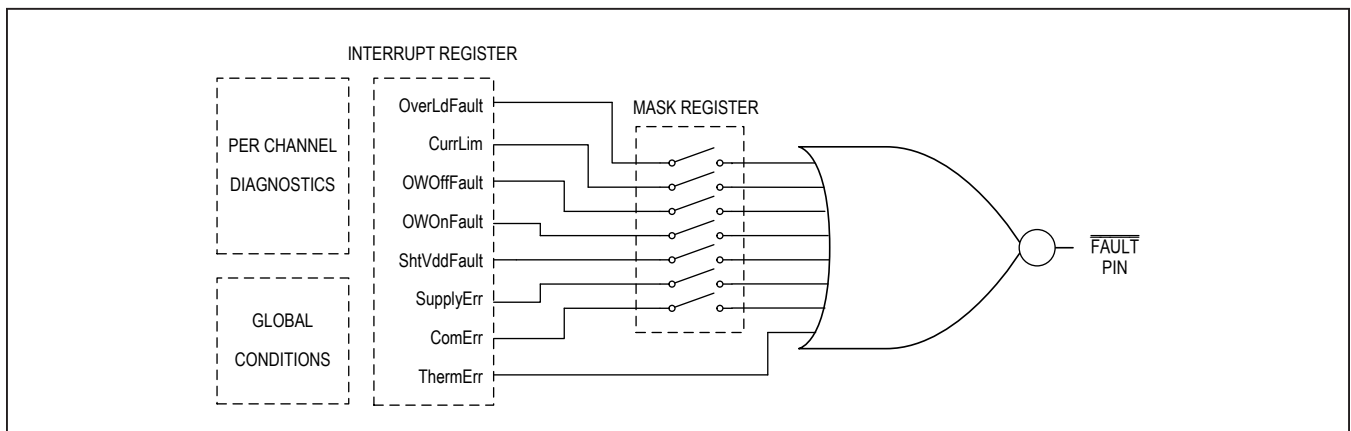 INTERRUPT REGISTER
PER CHANNEL
DIAGNOSTICS
GLOBAL
CONDITIONS
OverLdFault
CurrLim
OWOffFault
OWOnFault
ShtVddFault
SupplyErr
ComErr
ThermErr
MASK REGISTER
FAULT
PIN